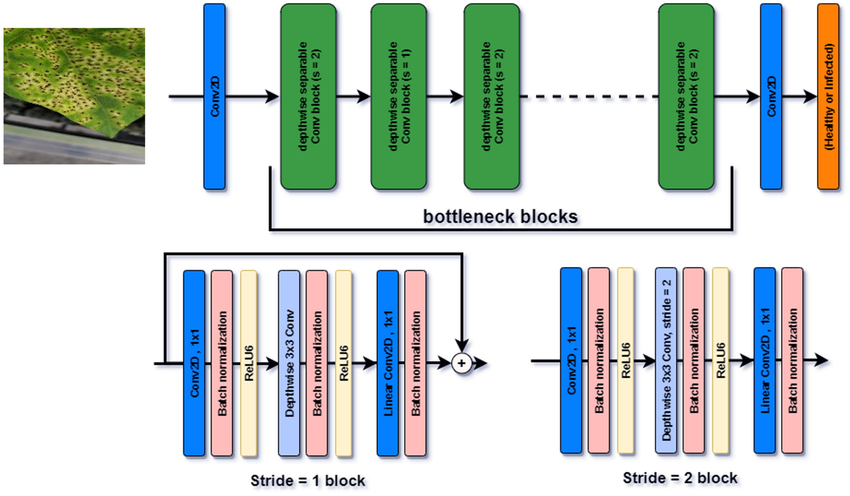 Conv2D
depthwise separable
Conv block (s = 2)
depthwise separable
Conv block (s = 1)
depthwise separable
Conv block (s = 2)
depthwise separable
Conv block (s = 2)
Conv2D
(Healthy or Infected)
bottleneck blocks
Conv2D , 1x1
Batch normalization
ReLU6
Depthwise 3x3 Conv
Batch normalization
ReLU6
Linear Conv2D , 1x1
Batch normalization
+
Stride = 1 block
Conv2D , 1x1
Batch normalization
ReLU6
Depthwise 3x3 Conv, stride = 2
Batch normalization
ReLU6
Linear Conv2D , 1x1
Batch normalization
Stride = 2 block